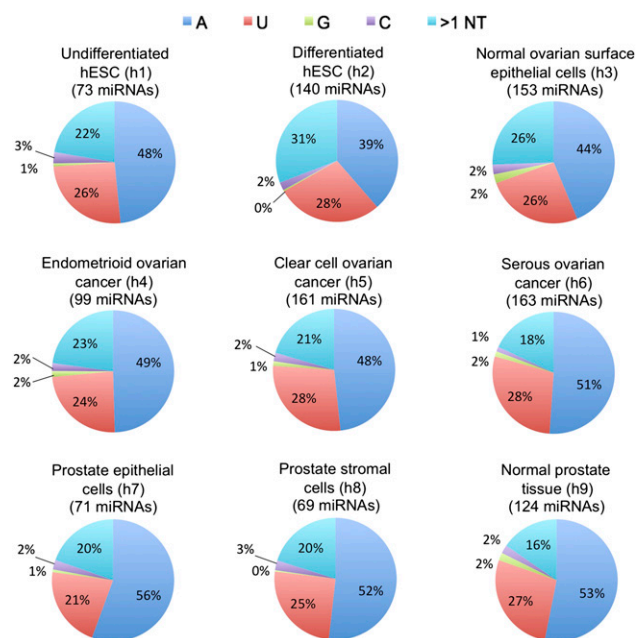 A U G C >1 NT
Undifferentiated
hESC (h1)
(73 miRNAs)
48%
26%
1%
3%
22%
Differentiated
hESC (h2)
(140 miRNAs)
39%
28%
0%
2%
31%
Normal ovarian surface
epithelial cells (h3)
(153 miRNAs)
44%
26%
2%
2%
26%
Endometrioid ovarian
cancer (h4)
(99 miRNAs)
49%
24%
2%
2%
23%
Clear cell ovarian
cancer (h5)
(161 miRNAs)
48%
28%
1%
2%
21%
Serous ovarian
cancer (h6)
(163 miRNAs)
51%
28%
2%
1%
18%
Prostate epithelial
cells (h7)
(71 miRNAs)
56%
21%
1%
2%
20%
Prostate stromal
cells (h8)
(69 miRNAs)
52%
25%
0%
3%
20%
Normal prostate
tissue (h9)
(124 miRNAs)
53%
27%
2%
2%
16%